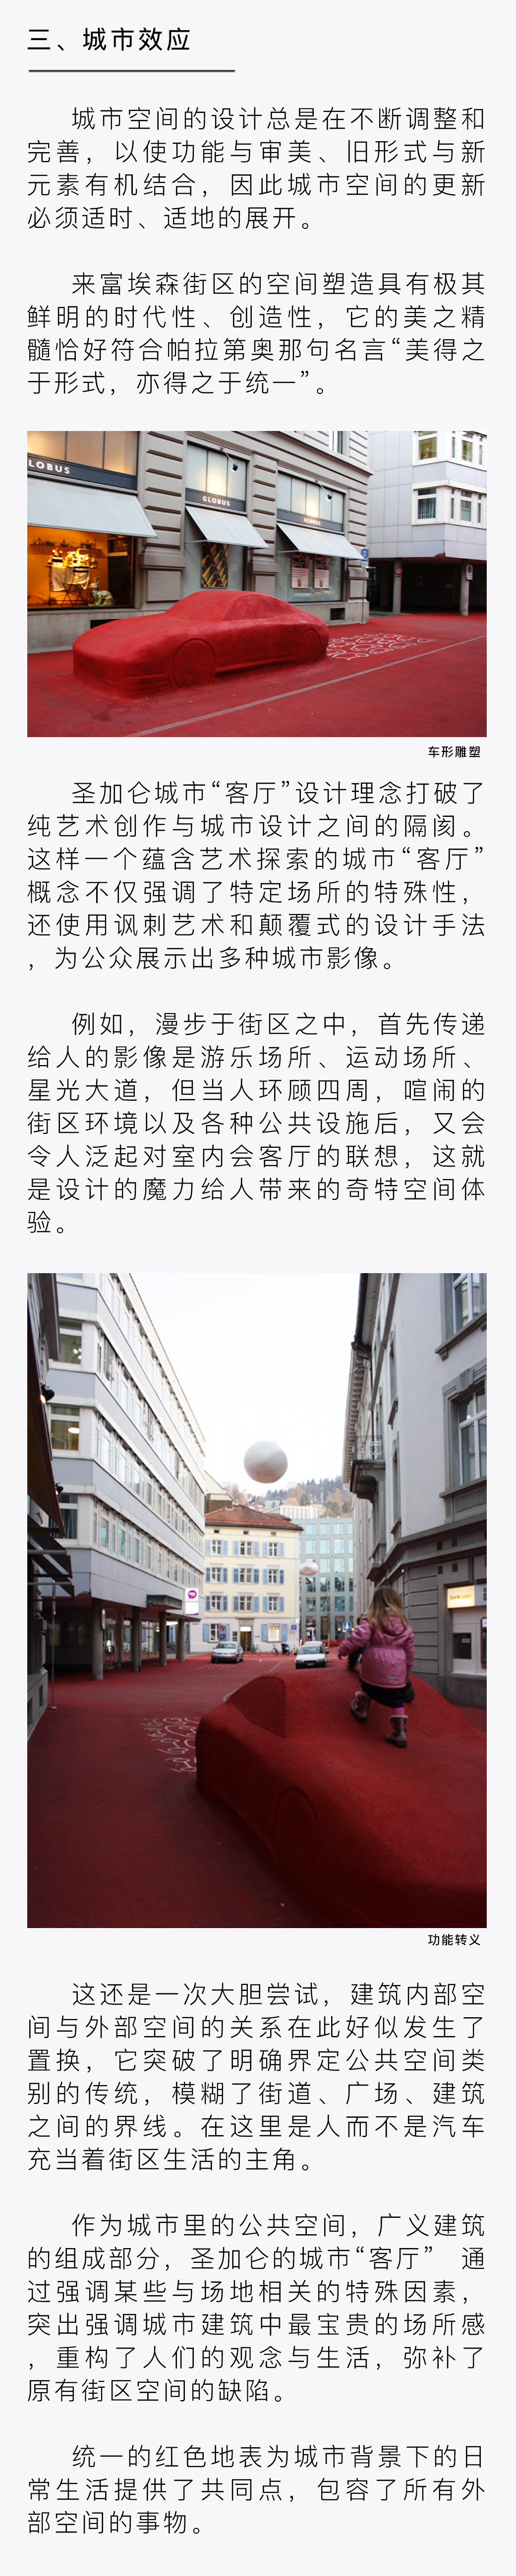 三、城市效应
城市空间的设计总是在不断调整和
完善，以使功能与审美、旧形式与新
元素有机结合，因此城市空间的更新
必须适时、适地的展开。
来富埃森街区的空间塑造具有极其
鲜明的时代性、创造性，它的美之精
髓恰好符合帕拉第奥那句名言“美得之
于形式，亦得之于统一”。
LOBUS
GLOBUS
GLOBUS
车形雕塑
圣加仑城市“客厅”设计理念打破了
纯艺术创作与城市设计之间的隔阂。
这样一个蕴含艺术探索的城市“客厅”
概念不仅强调了特定场所的特殊性，
还使用讽刺艺术和颠覆式的设计手法
，为公众展示出多种城市影像。
例如，漫步于街区之中，首先传递
给人的影像是游乐场所、运动场所、
星光大道，但当人环顾四周，喧闹的
街区环境以及各种公共设施后，又会
令人泛起对室内会客厅的联想，这就
是设计的魔力给人带来的奇特空间体
验。
功能转义
这还是一次大胆尝试，建筑内部空
间与外部空间的关系在此好似发生了
置换，它突破了明确界定公共空间类
别的传统，模糊了街道、广场、建筑
之间的界线。在这里是人而不是汽车
充当着街区生活的主角。
作为城市里的公共空间，广义建筑
的组成部分，圣加仑的城市“客厅” 通
过强调某些与场地相关的特殊因素，
突出强调城市建筑中最宝贵的场所感
，重构了人们的观念与生活，弥补了
原有街区空间的缺陷。
统一的红色地表为城市背景下的日
常生活提供了共同点，包容了所有外
部空间的事物。